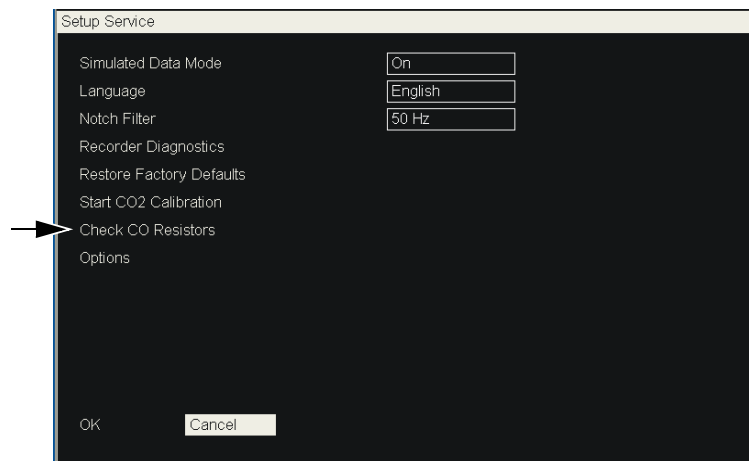 Setup Service
Simulated Data Mode On
Language English
Notch Filter 50 Hz
Recorder Diagnostics
Restore Factory Defaults
Start CO2 Calibration
Check CO Resistors
Options
OK Cancel